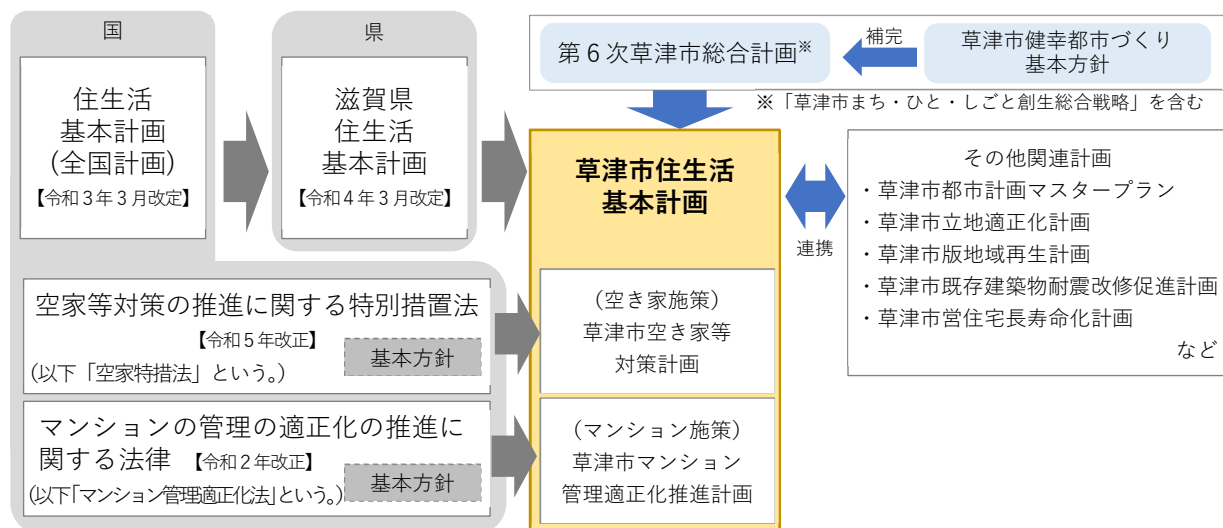 国
住生活
基本計画
(全国計画)
【令和3年3月改定】
県
滋賀県
住生活
基本計画
【令和4年3月改定】
第6次草津市総合計画※
補完
草津市健幸都市づくり
基本方針
※「草津市まち・ひと・しごと創生総合戦略」を含む
草津市住生活
基本計画
連携
その他関連計画
・草津市都市計画マスタープラン
・草津市立地適正化計画
・草津市版地域再生計画
・草津市既存建築物耐震改修促進計画
・草津市営住宅長寿命化計画
など
空家等対策の推進に関する特別措置法
【令和5年改正】
(以下「空家特措法」という。)
基本方針
(空き家施策)
草津市空き家等
対策計画
マンションの管理の適正化の推進に
関する法律 【令和2年改正】
(以下「マンション管理適正化法」という。)
基本方針
(マンション施策)
草津市マンション
管理適正化推進計画